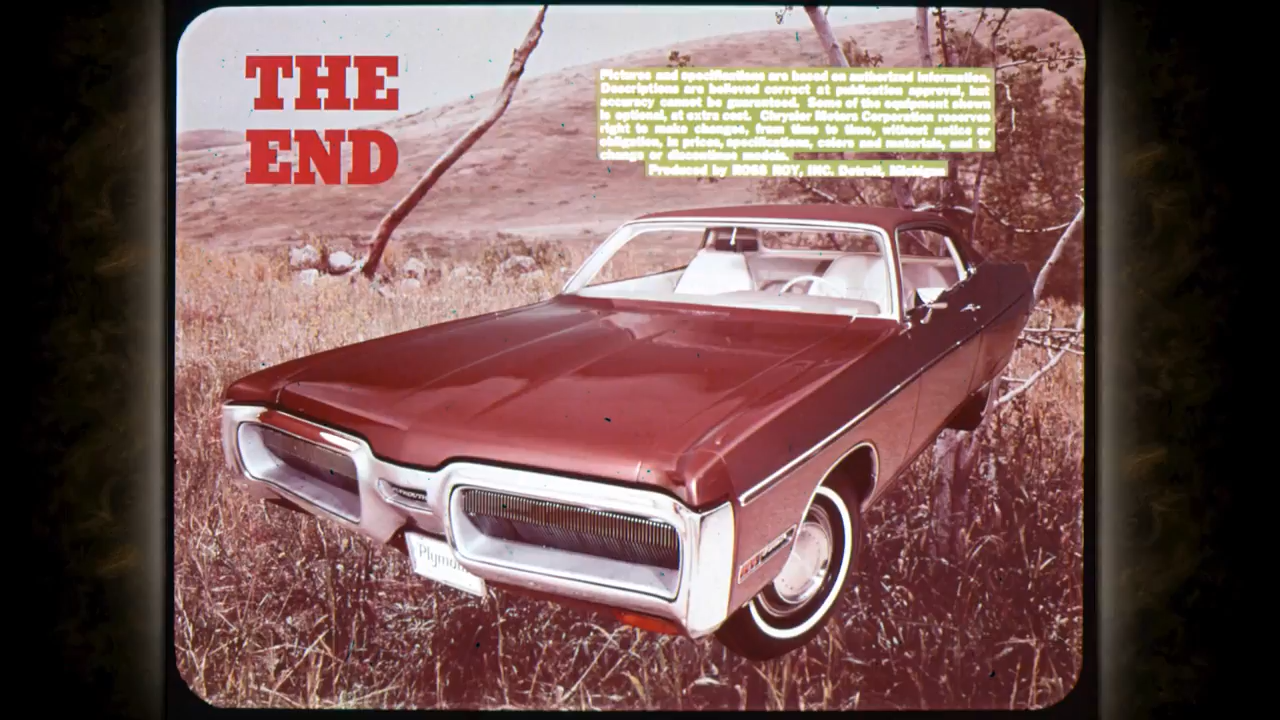 THE
END
Pictures and specifications are based on authorized information.
Descriptions are believed correct at publication approval, but
accuracy cannot be guaranteed. Some of the equipment shown
is optional, at extra cost. Chrysler Motors Corporation reserves
right to make changes, from time to time, without notice or
obligation, in prices, specifications, colors and materials, and to
change or discontinue models.
Produced by ROSS ROY, INC. Detroit, Michigan
PLYMOUTH
Plymou